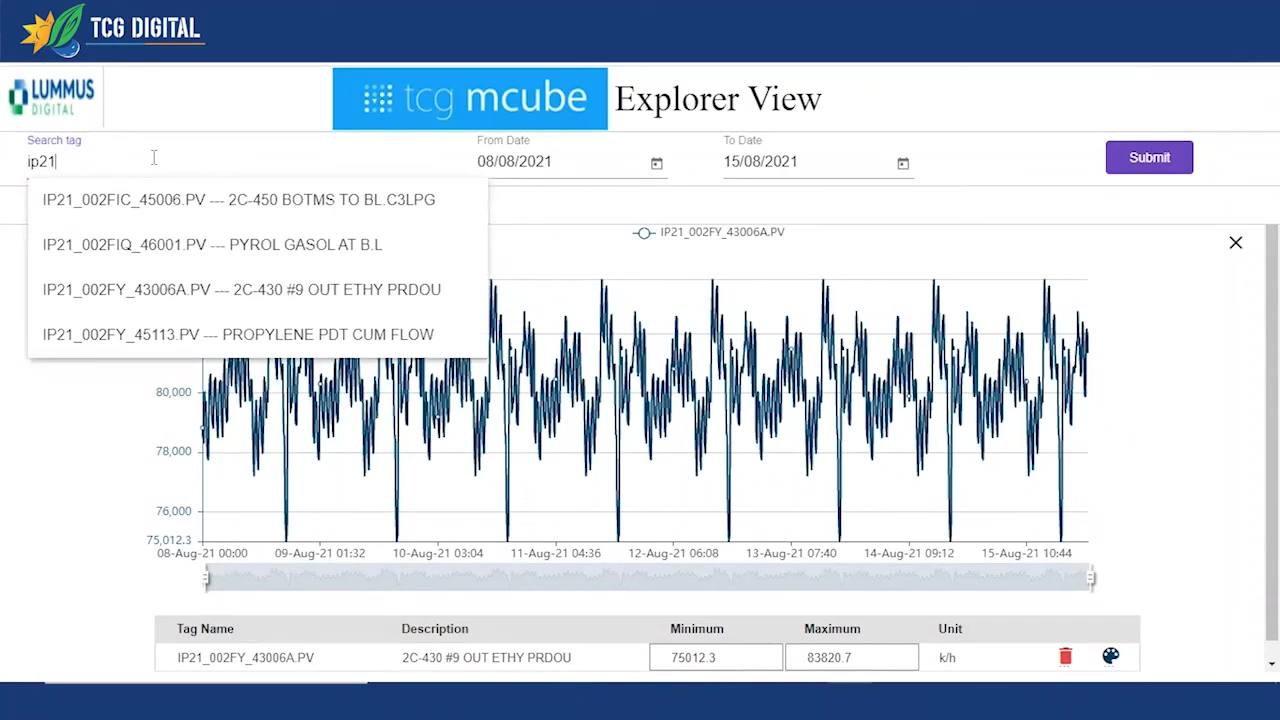 TCG DIGITAL
LUMMUS
DIGITAL
tcg mcube
Explorer View
Search tag
ip21
From Date
08/08/2021
To Date
15/08/2021
Submit
IP21_002FIC_45006.PV --- 2C-450 BOTMS TO BL.C3LPG
IP21_002FIQ_46001.PV --- PYROL GASOL AT B.L
IP21_002FY_43006A.PV --- 2C-430 #9 OUT ETHY PRDOU
IP21_002FY_45113.PV --- PROPYLENE PDT CUM FLOW
IP21_002FY_43006A.PV
80,000
78,000
76,000
75,012.3
08-Aug-21 00:00 09-Aug-21 01:32 10-Aug-21 03:04 11-Aug-21 04:36 12-Aug-21 06:08 13-Aug-21 07:40 14-Aug-21 09:12 15-Aug-21 10:44
Tag Name Description Minimum Maximum Unit
IP21_002FY_43006A.PV 2C-430 #9 OUT ETHY PRDOU 75012.3 83820.7 k/h